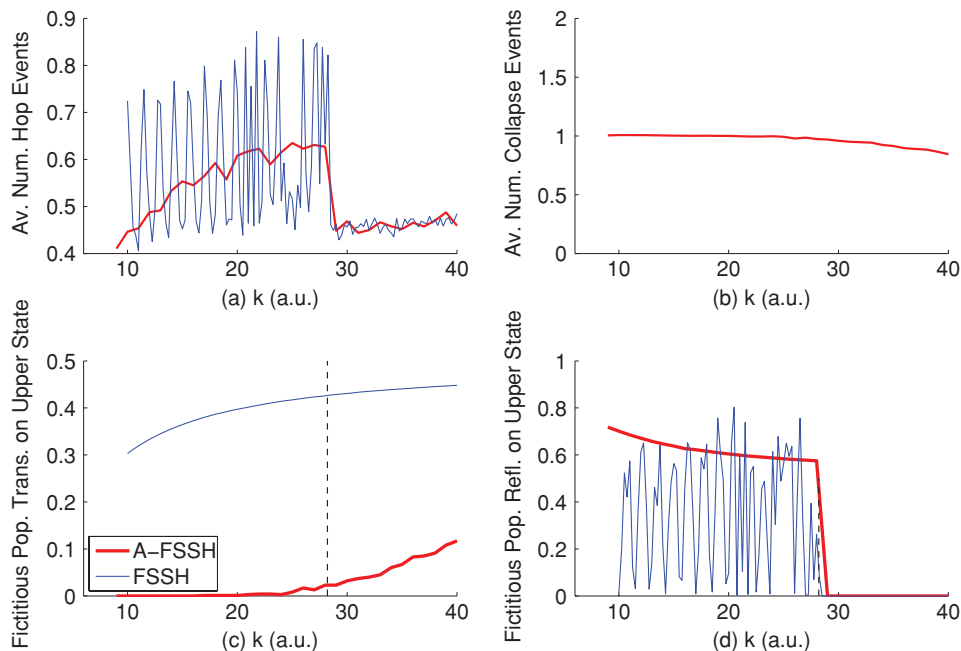 0.9
0.8
0.7
0.6
0.5
0.4
10 20 30 40
Av. Num. Hop Events
(a) k (a.u.)
2
1.5
1
0.5
0
10 20 30 40
Av. Num. Collapse Events
(b) k (a.u.)
0.5
0.4
0.3
0.2
0.1
0
10 20 30 40
Fictitious Pop. Trans. on Upper State
A−FSSH
FSSH
(c) k (a.u.)
1
0.8
0.6
0.4
0.2
0
10 20 30 40
Fictitious Pop. Refl. on Upper State
(d) k (a.u.)